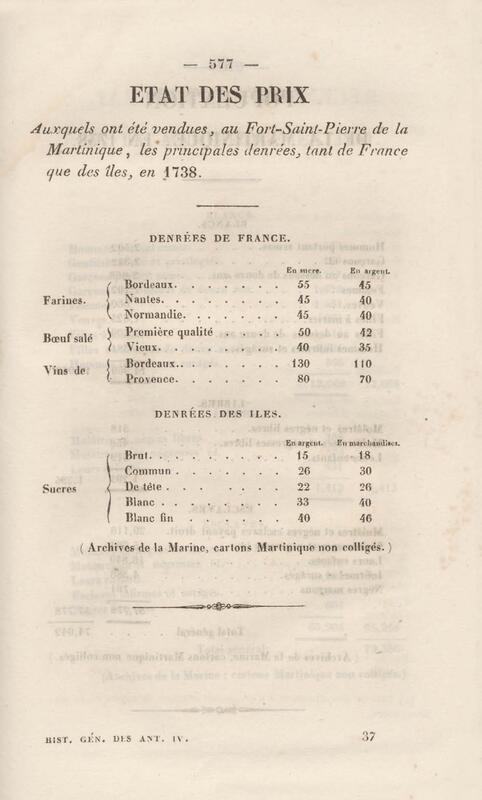 — 577 —
ETAT DES PRIX
Auxquels ont été vendues, au Fort-Saint-Pierre de la
Martinique, les principales denrées, tant de France
que des îles, en 1738.
DENRÉES DE FRANCE.
En sucre. En argent.
Farines. { Bordeaux. . . . . . . 55 45
Nantes. . . . . . . . 45 40
Normandie. . . . . . . 45 40
Bœuf salé } Première qualité . . . . 50 42
Vieux. . . . . . . . 40 35
Vins de { Bordeaux. . . . . . . 130 110
Provence. . . . . . . 80 70
DENRÉES DES ILES.
En argent. En marchandises.
Sucres { Brut. . . . . . . . . 15 18
Commun . . . . . . . 26 30
De tête . . . . . . . 22 26
Blanc . . . . . . . . 33 40
Blanc fin . . . . . . 40 46
( Archives de la Marine, cartons Martinique non colligés. )
HIST. GÉN. DES ANT. IV. 37